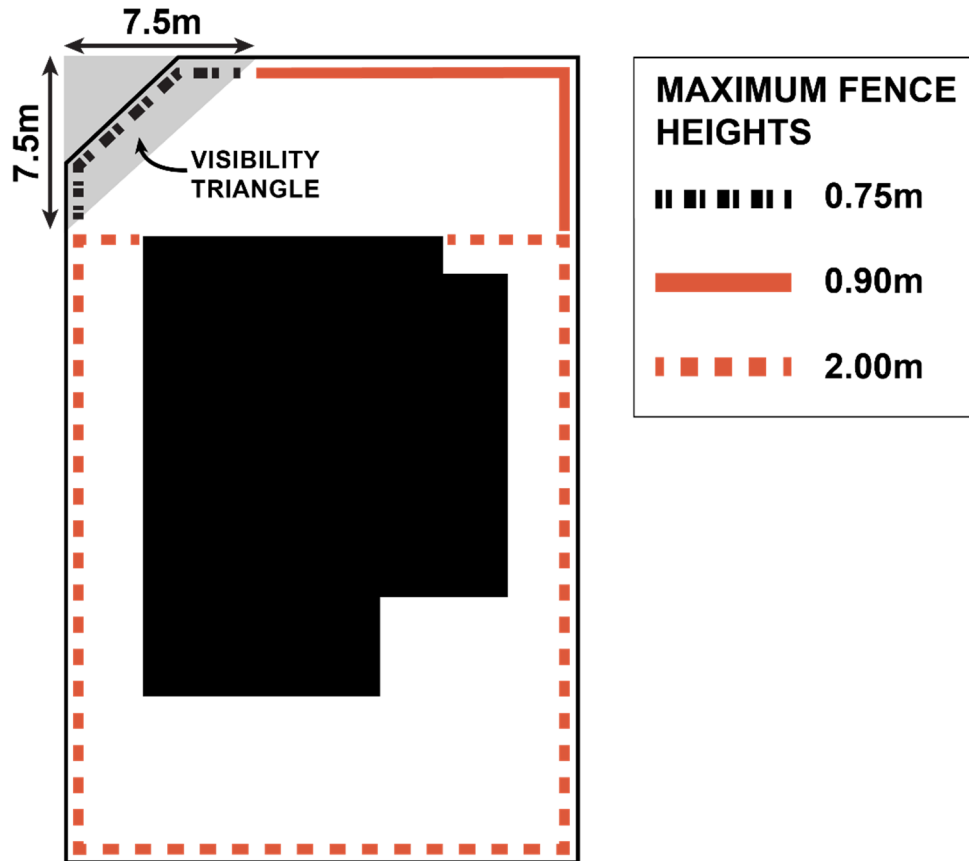 7.5m
7.5m
VISIBILITY
TRIANGLE
MAXIMUM FENCE
HEIGHTS
0.75m
0.90m
2.00m